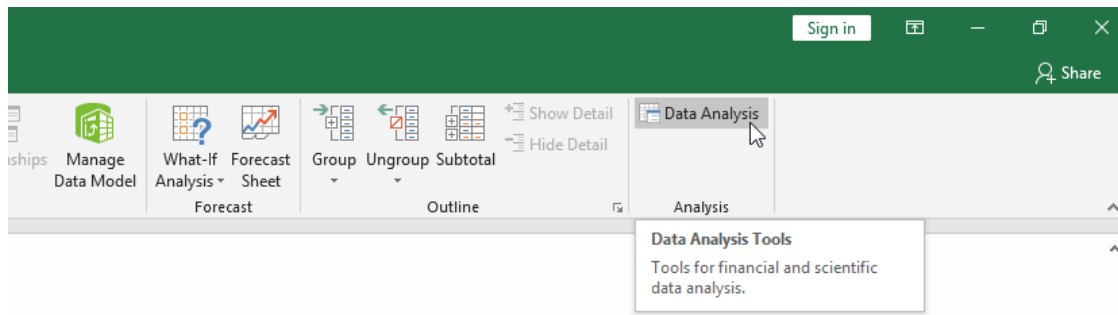 Sign in
Share
ships
Manage
Data Model
What-If
Analysis
Forecast
Sheet
Forecast
Group
Ungroup
Subtotal
Show Detail
Hide Detail
Outline
Data Analysis
Analysis
Data Analysis Tools
Tools for financial and scientific
data analysis.